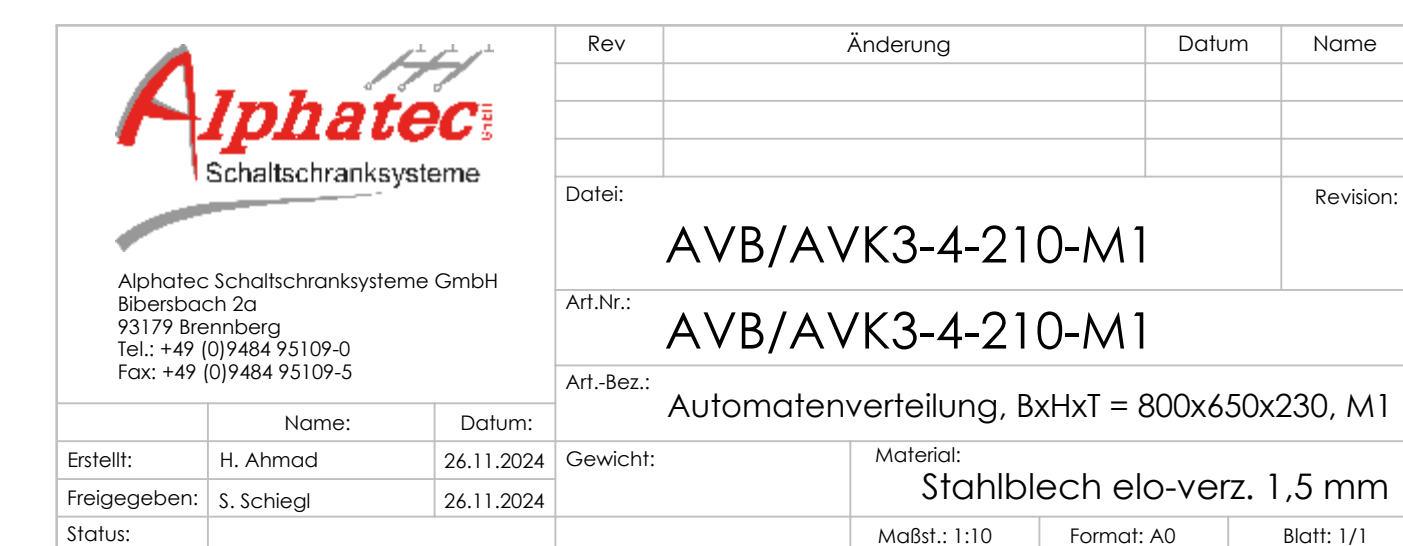 Alphatec GmbH
Schaltschranksysteme
Alphatec Schaltschranksysteme GmbH
Bibersbach 2a
93179 Brennberg
Tel.: +49 (0)9484 95109-0
Fax: +49 (0)9484 95109-5
Rev Änderung Datum Name
Datei: Revision:
AVB/AVK3-4-210-M1
Art.Nr.:
AVB/AVK3-4-210-M1
Art.-Bez.:
Automatenverteilung, BxHxT = 800x650x230, M1
Name: Datum:
Erstellt: H. Ahmad 26.11.2024
Freigegeben: S. Schiegl 26.11.2024
Status:
Gewicht:
Material:
Stahlblech elo-verz. 1,5 mm
Maßst.: 1:10 Format: A0 Blatt: 1/1